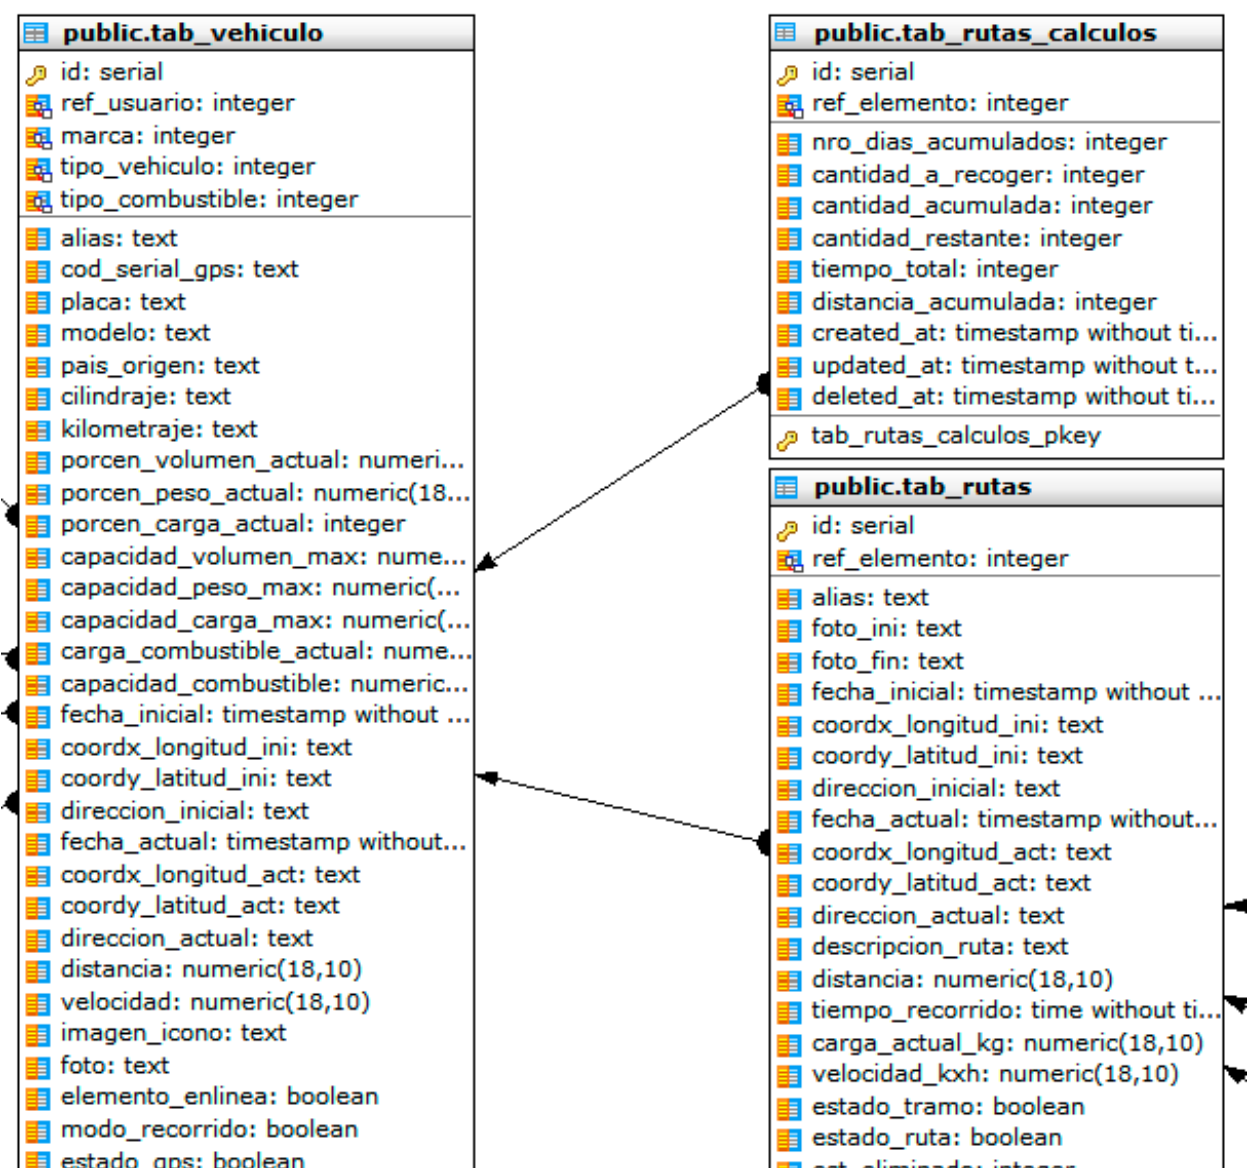 public.tab_vehiculo
id: serial
ref_usuario: integer
marca: integer
tipo_vehiculo: integer
tipo_combustible: integer
alias: text
cod_serial_gps: text
placa: text
modelo: text
pais_origen: text
cilindraje: text
kilometraje: text
porcen_volumen_actual: numeri...
porcen_peso_actual: numeric(18...
porcen_carga_actual: integer
capacidad_volumen_max: nume...
capacidad_peso_max: numeric(...
capacidad_carga_max: numeric(...
carga_combustible_actual: nume...
capacidad_combustible: numeric...
fecha_inicial: timestamp without ...
coordx_longitud_ini: text
coordy_latitud_ini: text
direccion_inicial: text
fecha_actual: timestamp without...
coordx_longitud_act: text
coordy_latitud_act: text
direccion_actual: text
distancia: numeric(18,10)
velocidad: numeric(18,10)
imagen_icono: text
foto: text
elemento_enlinea: boolean
modo_recorrido: boolean
estado_gps: boolean
public.tab_rutas_calculos
id: serial
ref_elemento: integer
nro_dias_acumulados: integer
cantidad_a_recoger: integer
cantidad_acumulada: integer
cantidad_restante: integer
tiempo_total: integer
distancia_acumulada: integer
created_at: timestamp without ti...
updated_at: timestamp without t...
deleted_at: timestamp without ti...
tab_rutas_calculos_pkey
public.tab_rutas
id: serial
ref_elemento: integer
alias: text
foto_ini: text
foto_fin: text
fecha_inicial: timestamp without ...
coordx_longitud_ini: text
coordy_latitud_ini: text
direccion_inicial: text
fecha_actual: timestamp without...
coordx_longitud_act: text
coordy_latitud_act: text
direccion_actual: text
descripcion_ruta: text
distancia: numeric(18,10)
tiempo_recorrido: time without ti...
carga_actual_kg: numeric(18,10)
velocidad_kxh: numeric(18,10)
estado_tramo: boolean
estado_ruta: boolean